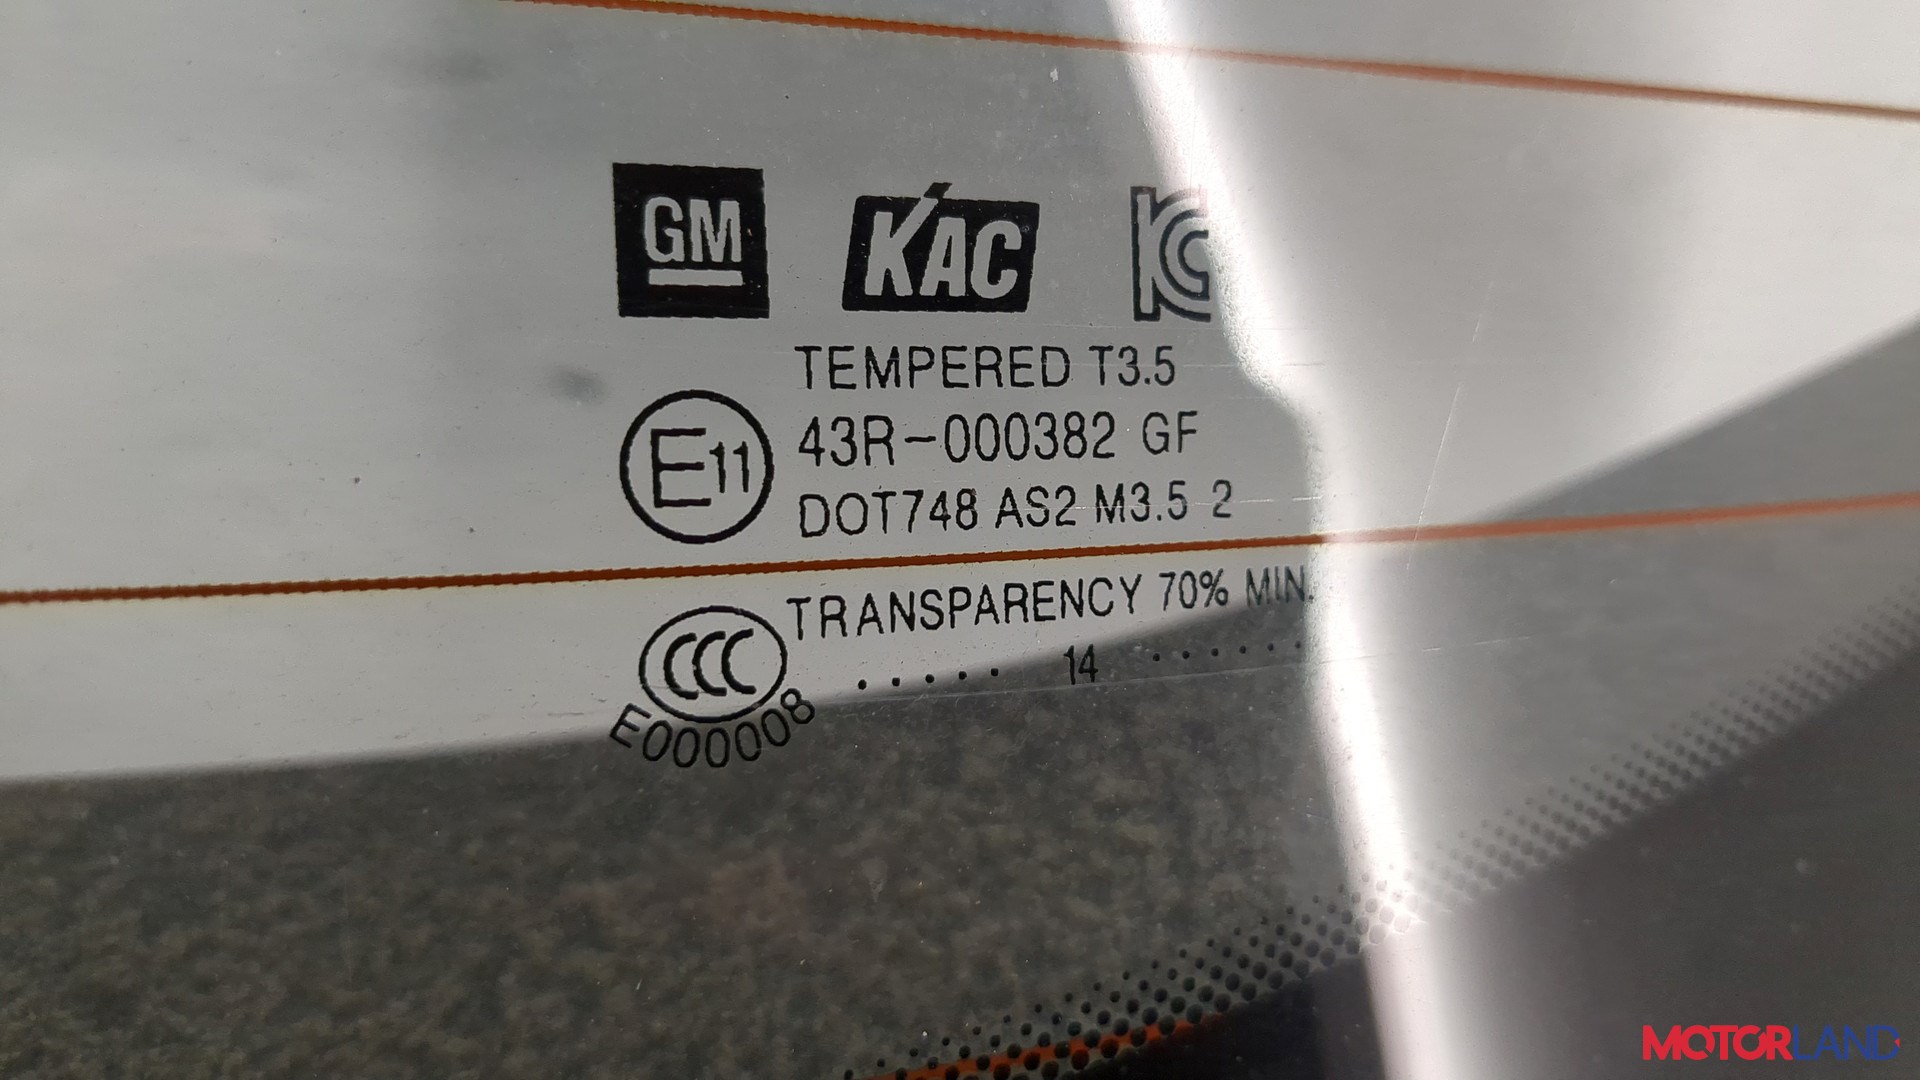 GM KAC KC
TEMPERED T3.5
E11 43R-000382 GF
DOT748 AS2 M3.5 2
TRANSPARENCY 70% MIN.
CCC ..... 14 ......
E000008
MOTORLAND